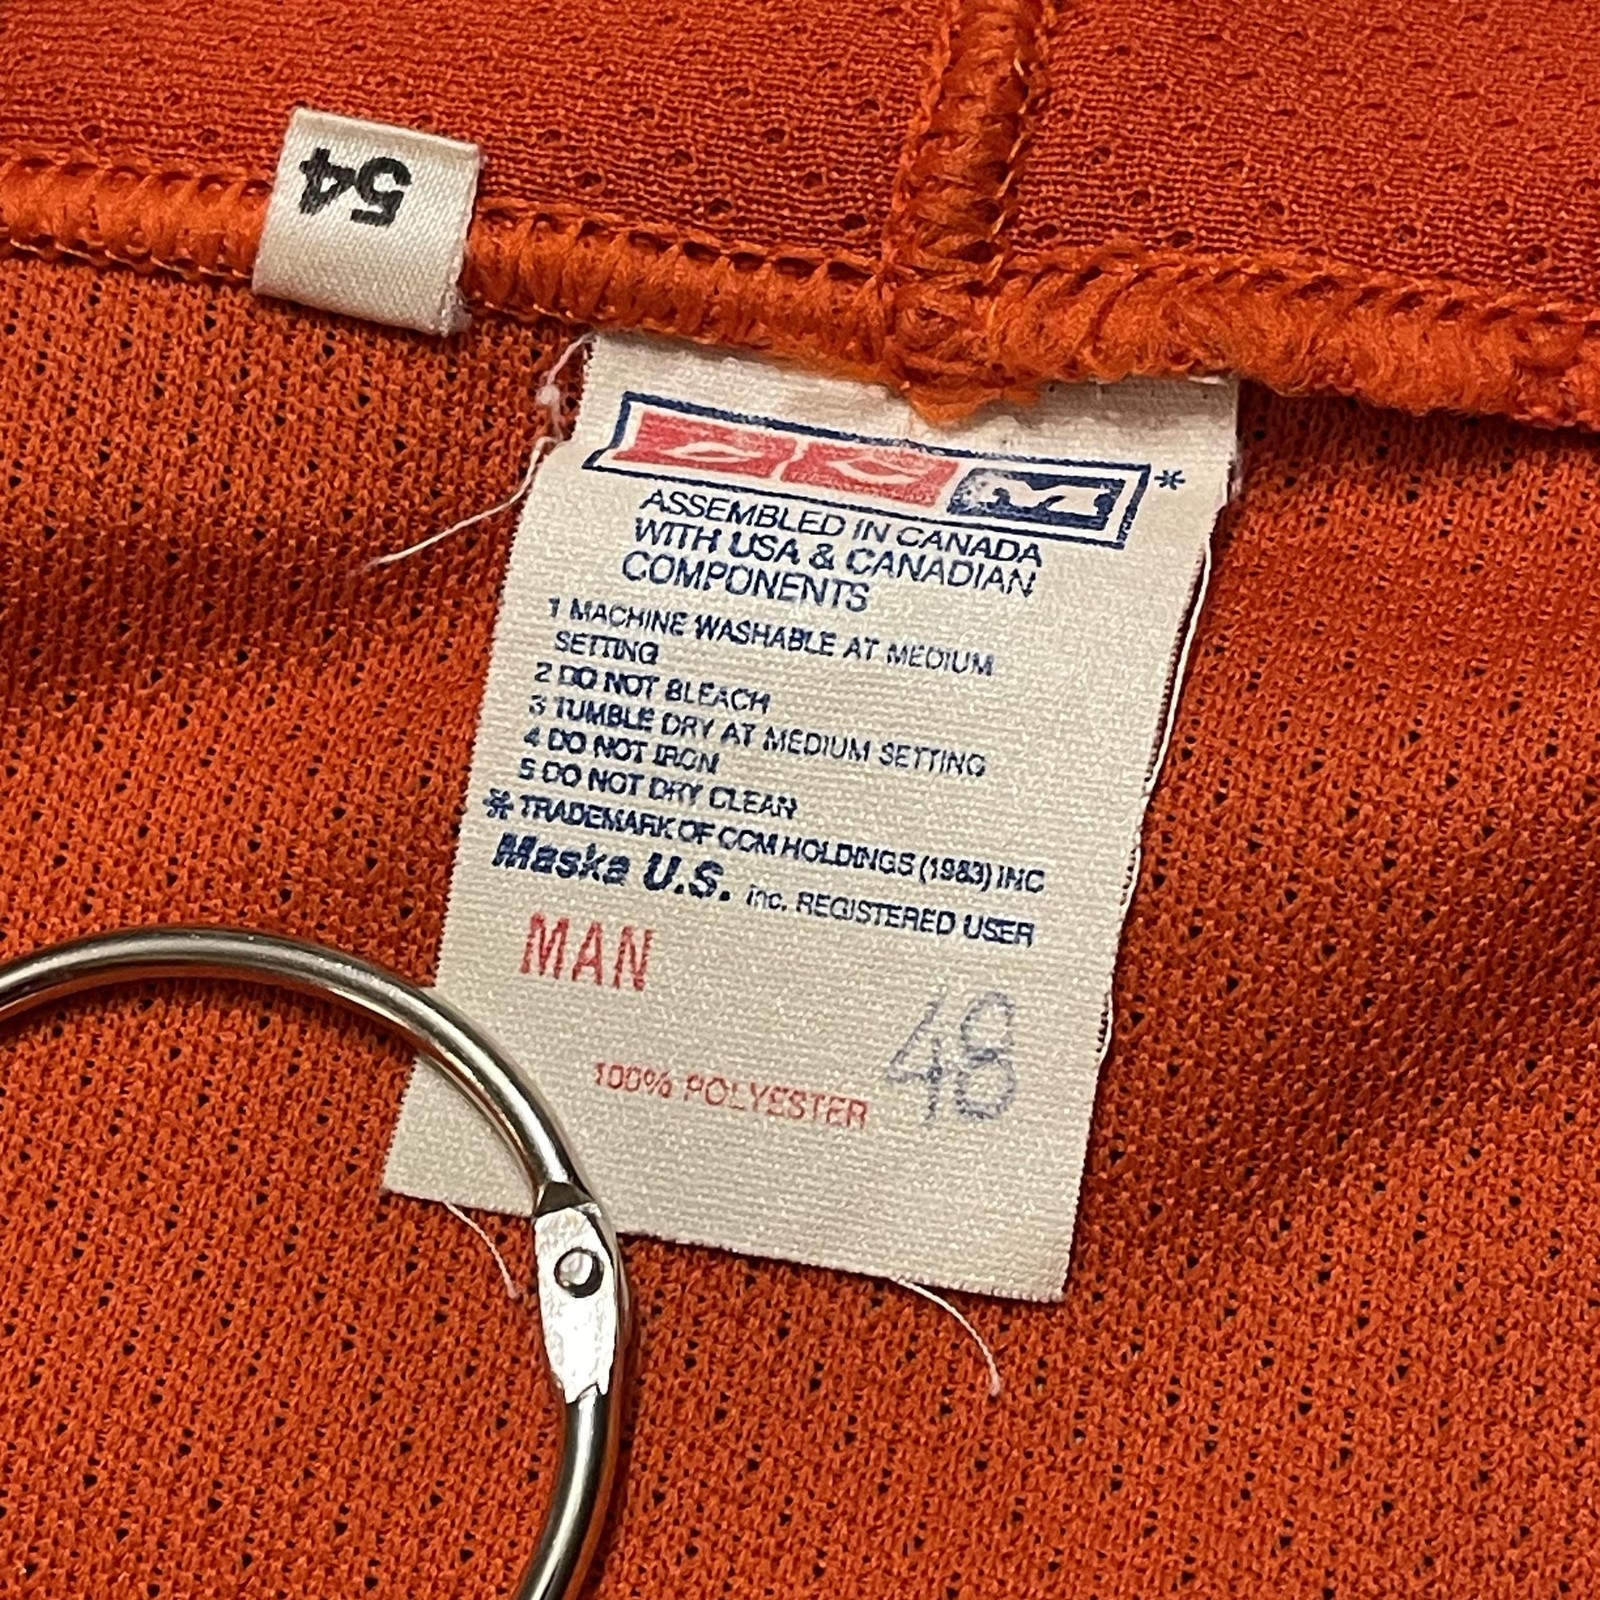 54
CCM*
ASSEMBLED IN CANADA
WITH USA & CANADIAN
COMPONENTS
1 MACHINE WASHABLE AT MEDIUM
SETTING
2 DO NOT BLEACH
3 TUMBLE DRY AT MEDIUM SETTING
4 DO NOT IRON
5 DO NOT DRY CLEAN
* TRADEMARK OF CCM HOLDINGS (1983) INC
Maska U.S. inc. REGISTERED USER
MAN
48
100% POLYESTER